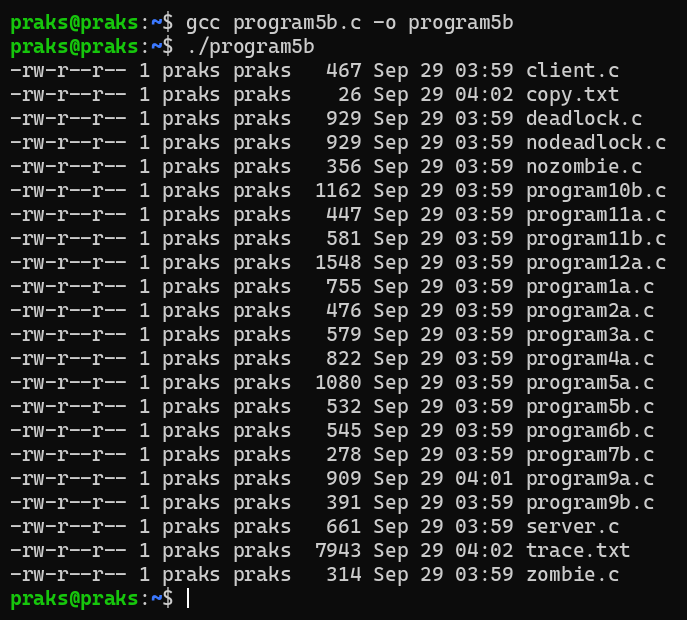 praks@praks:~$ gcc program5b.c -o program5b
praks@praks:~$ ./program5b
-rw-r--r-- 1 praks praks   467 Sep 29 03:59 client.c
-rw-r--r-- 1 praks praks    26 Sep 29 04:02 copy.txt
-rw-r--r-- 1 praks praks   929 Sep 29 03:59 deadlock.c
-rw-r--r-- 1 praks praks   929 Sep 29 03:59 nodeadlock.c
-rw-r--r-- 1 praks praks   356 Sep 29 03:59 nozombie.c
-rw-r--r-- 1 praks praks  1162 Sep 29 03:59 program10b.c
-rw-r--r-- 1 praks praks   447 Sep 29 03:59 program11a.c
-rw-r--r-- 1 praks praks   581 Sep 29 03:59 program11b.c
-rw-r--r-- 1 praks praks  1548 Sep 29 03:59 program12a.c
-rw-r--r-- 1 praks praks   755 Sep 29 03:59 program1a.c
-rw-r--r-- 1 praks praks   476 Sep 29 03:59 program2a.c
-rw-r--r-- 1 praks praks   579 Sep 29 03:59 program3a.c
-rw-r--r-- 1 praks praks   822 Sep 29 03:59 program4a.c
-rw-r--r-- 1 praks praks  1080 Sep 29 03:59 program5a.c
-rw-r--r-- 1 praks praks   532 Sep 29 03:59 program5b.c
-rw-r--r-- 1 praks praks   545 Sep 29 03:59 program6b.c
-rw-r--r-- 1 praks praks   278 Sep 29 03:59 program7b.c
-rw-r--r-- 1 praks praks   909 Sep 29 04:01 program9a.c
-rw-r--r-- 1 praks praks   391 Sep 29 03:59 program9b.c
-rw-r--r-- 1 praks praks   661 Sep 29 03:59 server.c
-rw-r--r-- 1 praks praks  7943 Sep 29 04:02 trace.txt
-rw-r--r-- 1 praks praks   314 Sep 29 03:59 zombie.c
praks@praks:~$